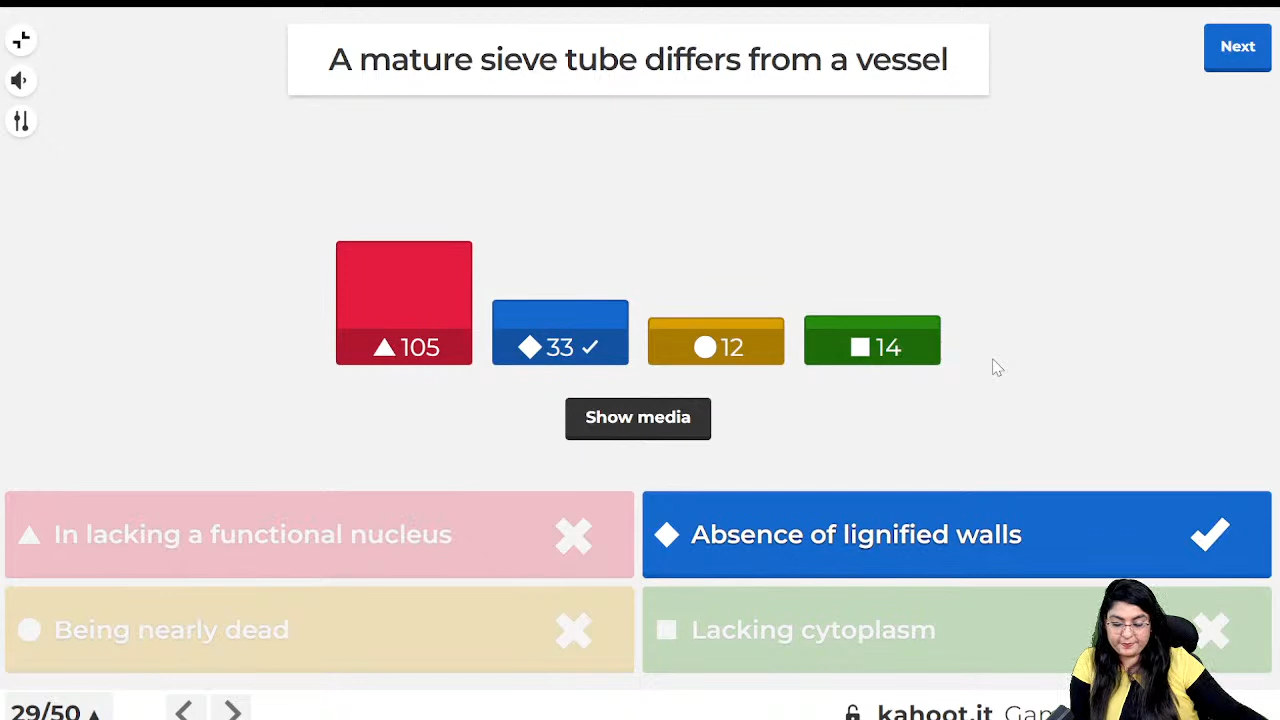 A mature sieve tube differs from a vessel
Next
105
33
12
14
Show media
In lacking a functional nucleus
Absence of lignified walls
Being nearly dead
Lacking cytoplasm
29/50
kahoot.it